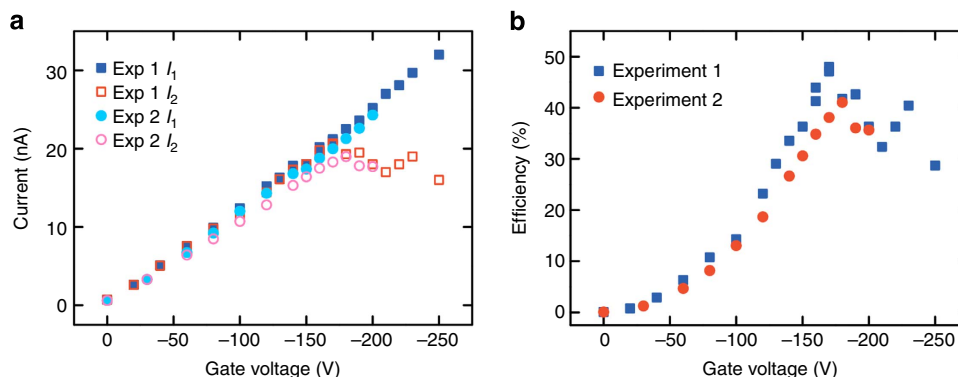 a
30
20
10
0
Current (nA)
Exp 1 I1
Exp 1 I2
Exp 2 I1
Exp 2 I2
0 −50 −100 −150 −200 −250
Gate voltage (V)
b
50
40
30
20
10
0
Efficiency (%)
Experiment 1
Experiment 2
0 −50 −100 −150 −200 −250
Gate voltage (V)